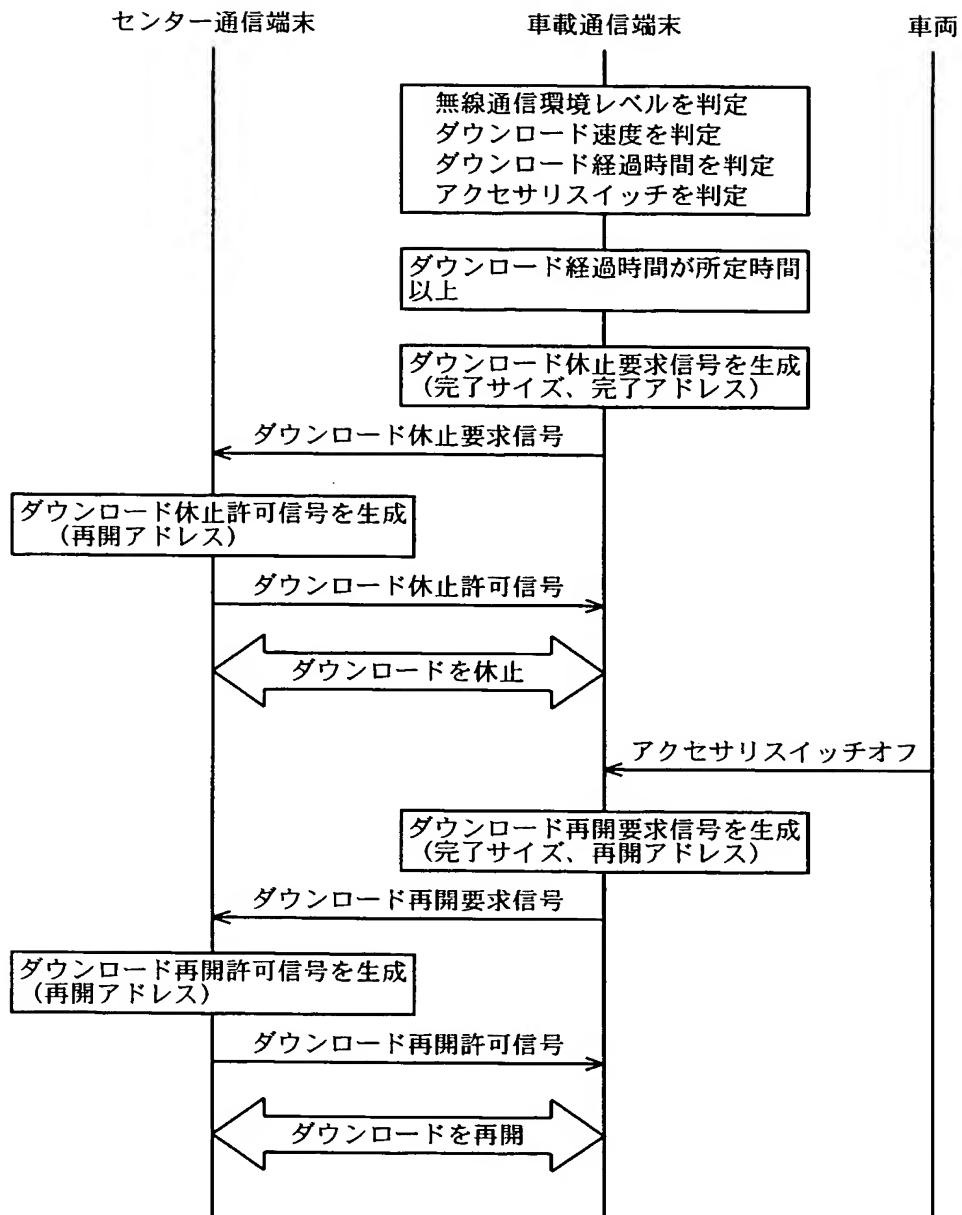 センター通信端末
車載通信端末
車両
無線通信環境レベルを判定
ダウンロード速度を判定
ダウンロード経過時間を判定
アクセサリスイッチを判定
ダウンロード経過時間が所定時間
以上
ダウンロード休止要求信号を生成
(完了サイズ、完了アドレス)
ダウンロード休止要求信号
ダウンロード休止許可信号を生成
(再開アドレス)
ダウンロード休止許可信号
ダウンロードを休止
アクセサリスイッチオフ
ダウンロード再開要求信号を生成
(完了サイズ、再開アドレス)
ダウンロード再開要求信号
ダウンロード再開許可信号を生成
(再開アドレス)
ダウンロード再開許可信号
ダウンロードを再開